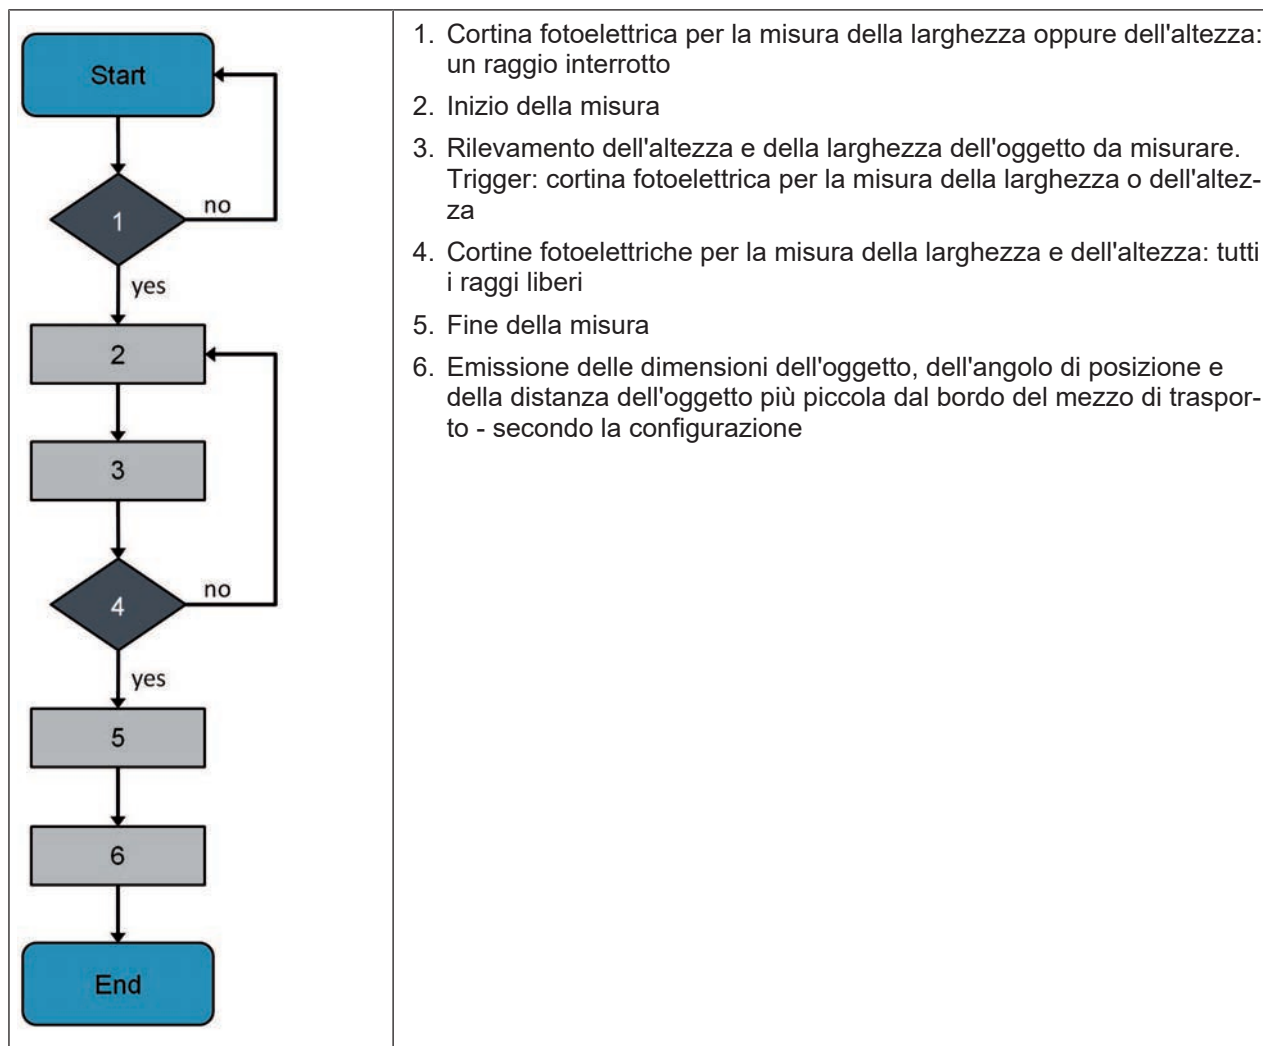 Start
1
no
yes
2
3
4
no
yes
5
6
End
1. Cortina fotoelettrica per la misura della larghezza oppure dell'altezza:
un raggio interrotto
2. Inizio della misura
3. Rilevamento dell'altezza e della larghezza dell'oggetto da misurare.
Trigger: cortina fotoelettrica per la misura della larghezza o dell'altez-
za
4. Cortine fotoelettriche per la misura della larghezza e dell'altezza: tutti
i raggi liberi
5. Fine della misura
6. Emissione delle dimensioni dell'oggetto, dell'angolo di posizione e
della distanza dell'oggetto più piccola dal bordo del mezzo di traspor-
to - secondo la configurazione